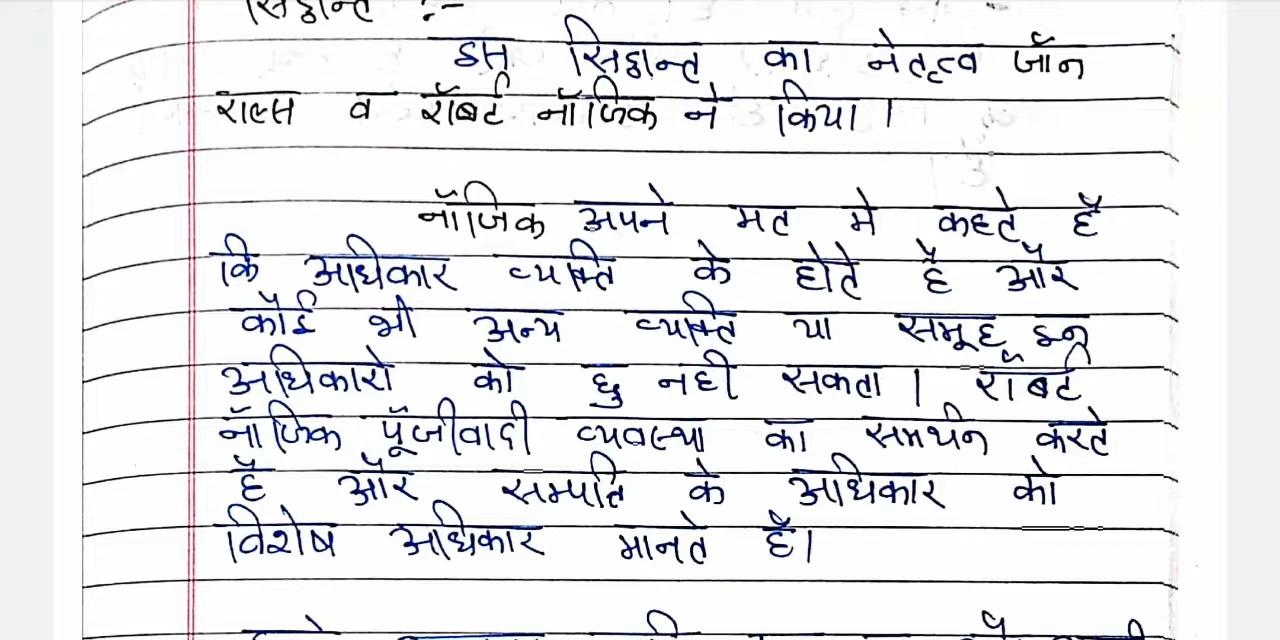 सिद्धान्त :-
इस सिद्धान्त का नेतृत्व जॉन
राल्स व रॉबर्ट नॉजिक ने किया।
नॉजिक अपने मत मे कहते है
कि अधिकार व्यक्ति के होते है और
कोई भी अन्य व्यक्ति या समूह इन
अधिकारो को छु नही सकता। रॉबर्ट
नॉजिक पूँजीवादी व्यवस्था का समर्थन करते
है और सम्पति के अधिकार को
विशेष अधिकार मानते है।